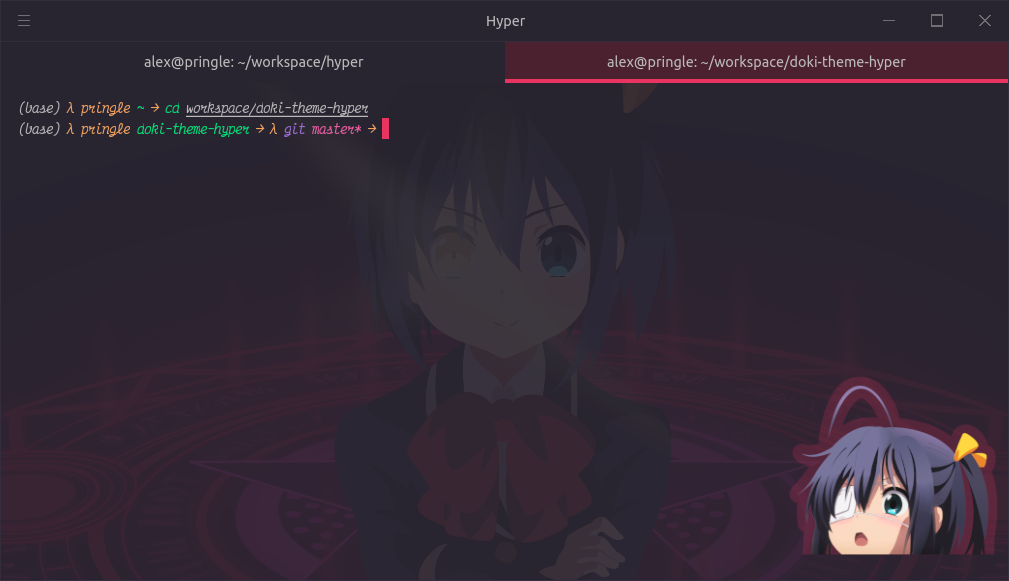 Hyper
alex@pringle: ~/workspace/hyper
alex@pringle: ~/workspace/doki-theme-hyper
(base) λ pringle ~ → cd workspace/doki-theme-hyper
(base) λ pringle doki-theme-hyper → λ git master* →